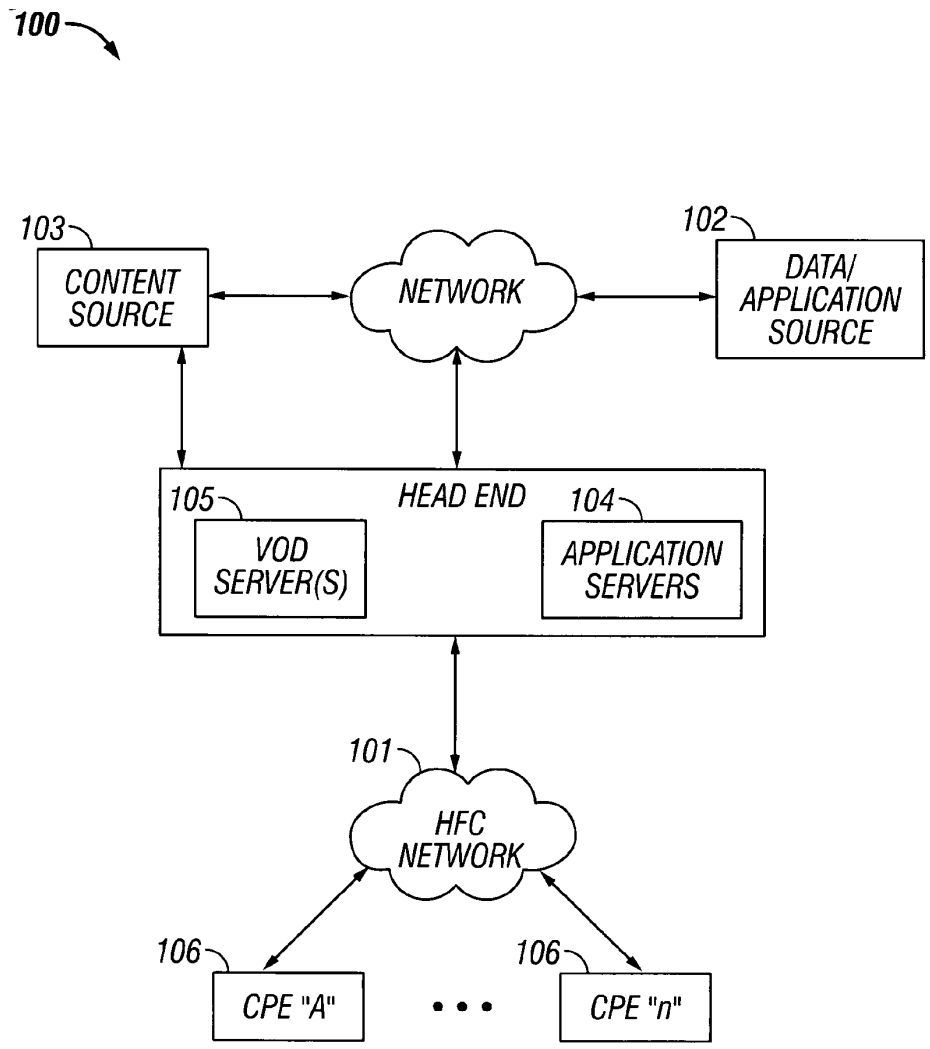 100
103
CONTENT
SOURCE
NETWORK
102
DATA/
APPLICATION
SOURCE
HEAD END
105
VOD
SERVER(S)
104
APPLICATION
SERVERS
101
HFC
NETWORK
106
CPE "A"
106
CPE "n"